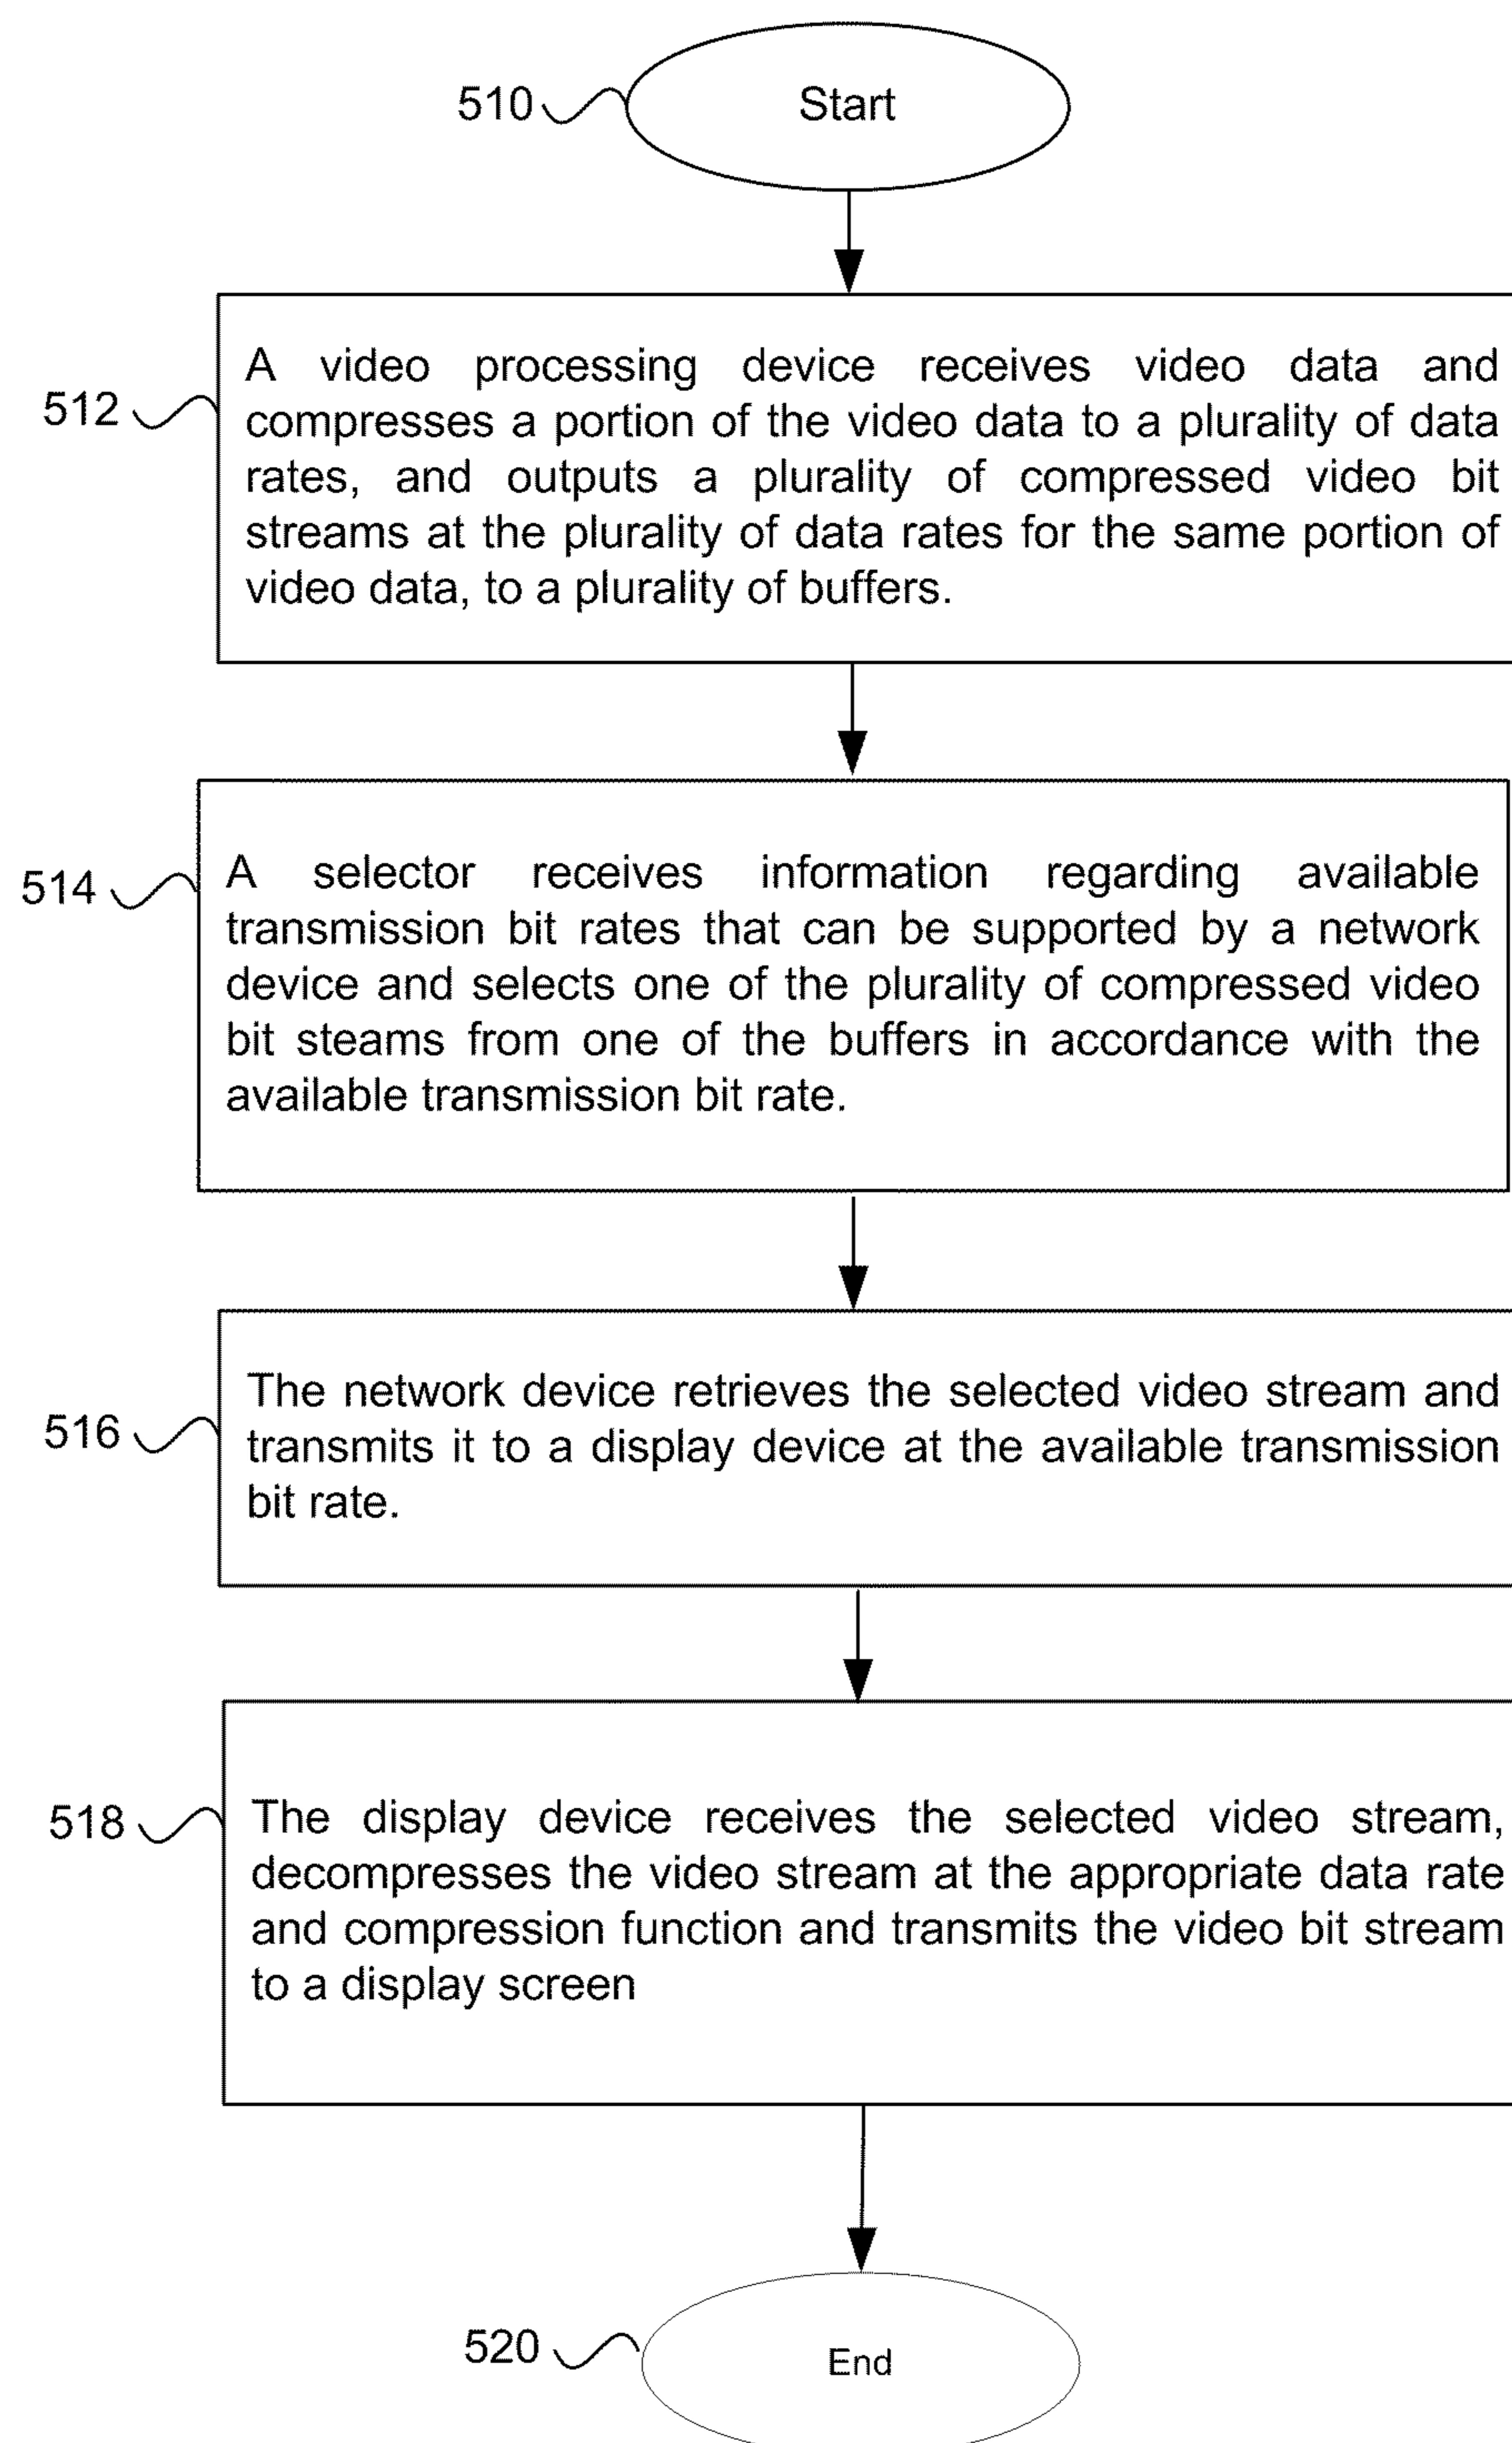 510
Start
512
A video processing device receives video data and
compresses a portion of the video data to a plurality of data
rates, and outputs a plurality of compressed video bit
streams at the plurality of data rates for the same portion of
video data, to a plurality of buffers.
514
A selector receives information regarding available
transmission bit rates that can be supported by a network
device and selects one of the plurality of compressed video
bit steams from one of the buffers in accordance with the
available transmission bit rate.
516
The network device retrieves the selected video stream and
transmits it to a display device at the available transmission
bit rate.
518
The display device receives the selected video stream,
decompresses the video stream at the appropriate data rate
and compression function and transmits the video bit stream
to a display screen
520
End